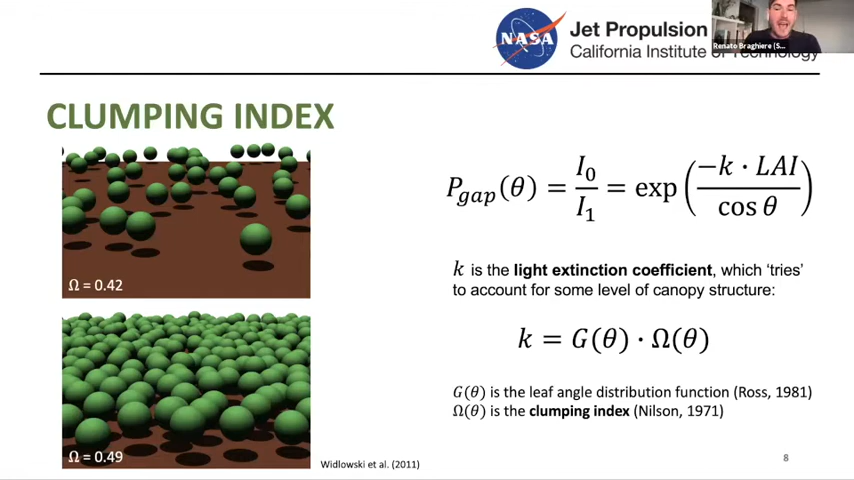 NASA
Jet Propulsion
California Institute of Technology
Renato Braghiere (S...
CLUMPING INDEX
Ω = 0.42
Ω = 0.49
Widlowski et al. (2011)
P_gap(θ) = I₀/I₁ = exp(−k · LAI / cos θ)
k is the light extinction coefficient, which ‘tries’
to account for some level of canopy structure:
k = G(θ) · Ω(θ)
G(θ) is the leaf angle distribution function (Ross, 1981)
Ω(θ) is the clumping index (Nilson, 1971)
8